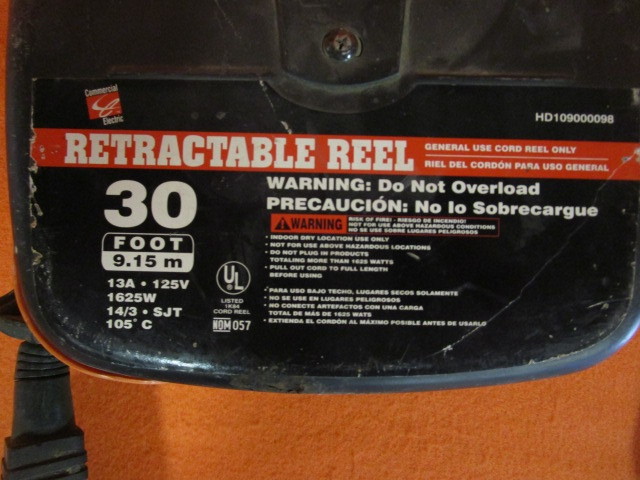 Commercial
Electric
HD109000098
RETRACTABLE REEL
GENERAL USE CORD REEL ONLY
RIEL DEL CORDÓN PARA USO GENERAL
30
FOOT
9.15 m
13A • 125V
1625W
14/3 • SJT
105° C
UL
LISTED
1K84
CORD REEL
NOM 057
WARNING: Do Not Overload
PRECAUCIÓN: No lo Sobrecargue
WARNING
RISK OF FIRE! - RIESGO DE INCENDIO!
NOT FOR USE ABOVE HAZARDOUS CONDITIONS
NO SE USE SOBRE LUGARES PELIGROSOS
• INDOOR DRY LOCATION USE ONLY
• NOT FOR USE ABOVE HAZARDOUS LOCATIONS
• DO NOT PLUG IN PRODUCTS
TOTALING MORE THAN 1625 WATTS
• PULL OUT CORD TO FULL LENGTH
BEFORE USING
• PARA USO BAJO TECHO, LUGARES SECOS SOLAMENTE
• NO SE USE EN LUGARES PELIGROSOS
• NO CONECTE ARTEFACTOS CON UNA CARGA
TOTAL DE MÁS DE 1625 WATS
• EXTIENDA EL CORDÓN AL MÁXIMO POSIBLE ANTES DE USARLO